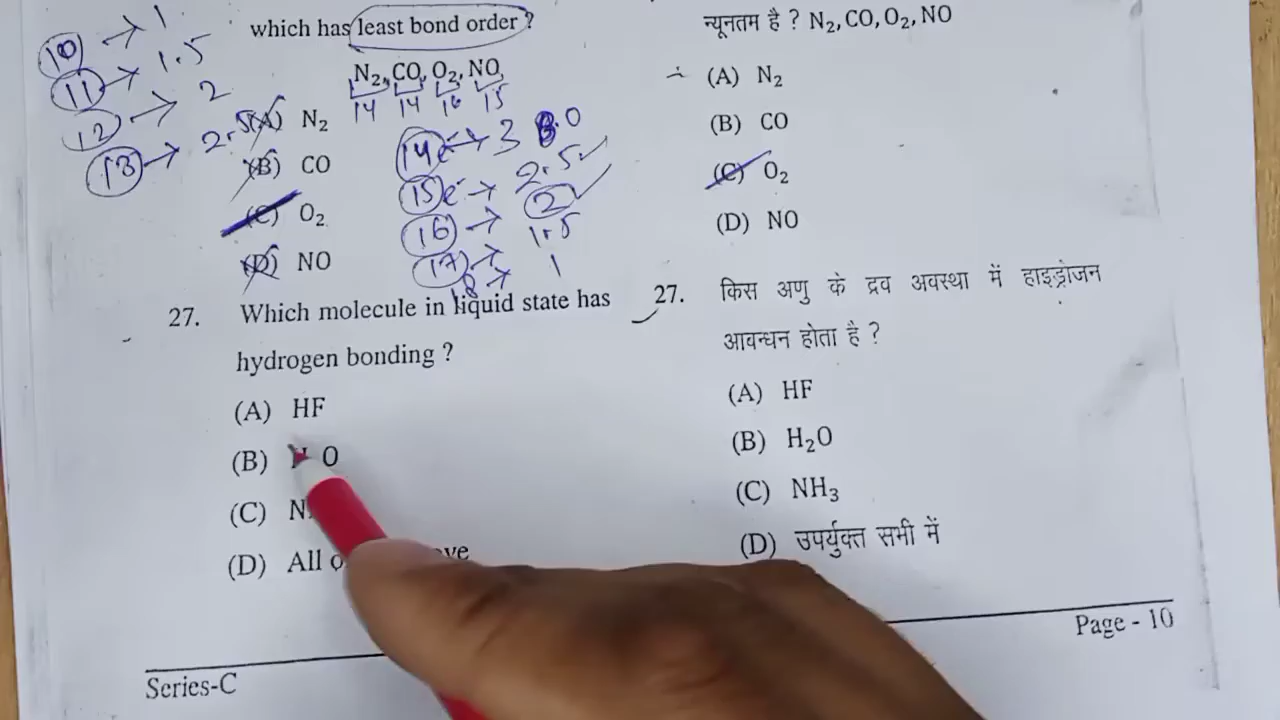 which has least bond order ?
N₂, CO, O₂, NO
14 14 16 15
(A) N₂
(B) CO
(C) O₂
(D) NO
10 → 1
11 → 1.5
12 → 2
13 → 2.5
14e⁻ → 3.0
15e⁻ → 2.5 ✓
16 → 2 ✓
17 → 1.5
18 → 1
27. Which molecule in liquid state has
hydrogen bonding ?
(A) HF
(B) O
(C) N
(D) All
Series-C
न्यूनतम है ? N₂, CO, O₂, NO
(A) N₂
(B) CO
(C) O₂
(D) NO
27. किस अणु के द्रव अवस्था में हाइड्रोजन
आबन्धन होता है ?
(A) HF
(B) H₂O
(C) NH₃
(D) उपर्युक्त सभी में
Page - 10